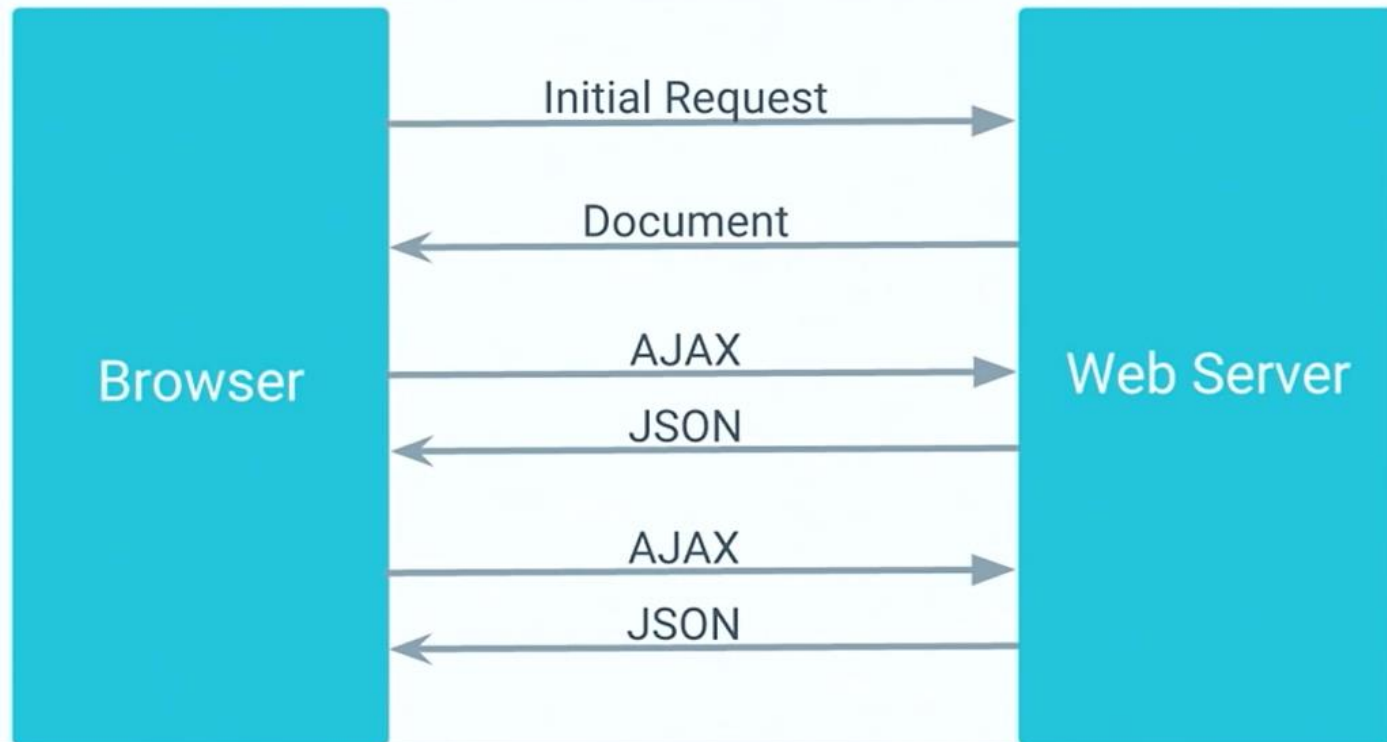 Initial Request
Document
Browser
AJAX
Web Server
JSON
AJAX
JSON